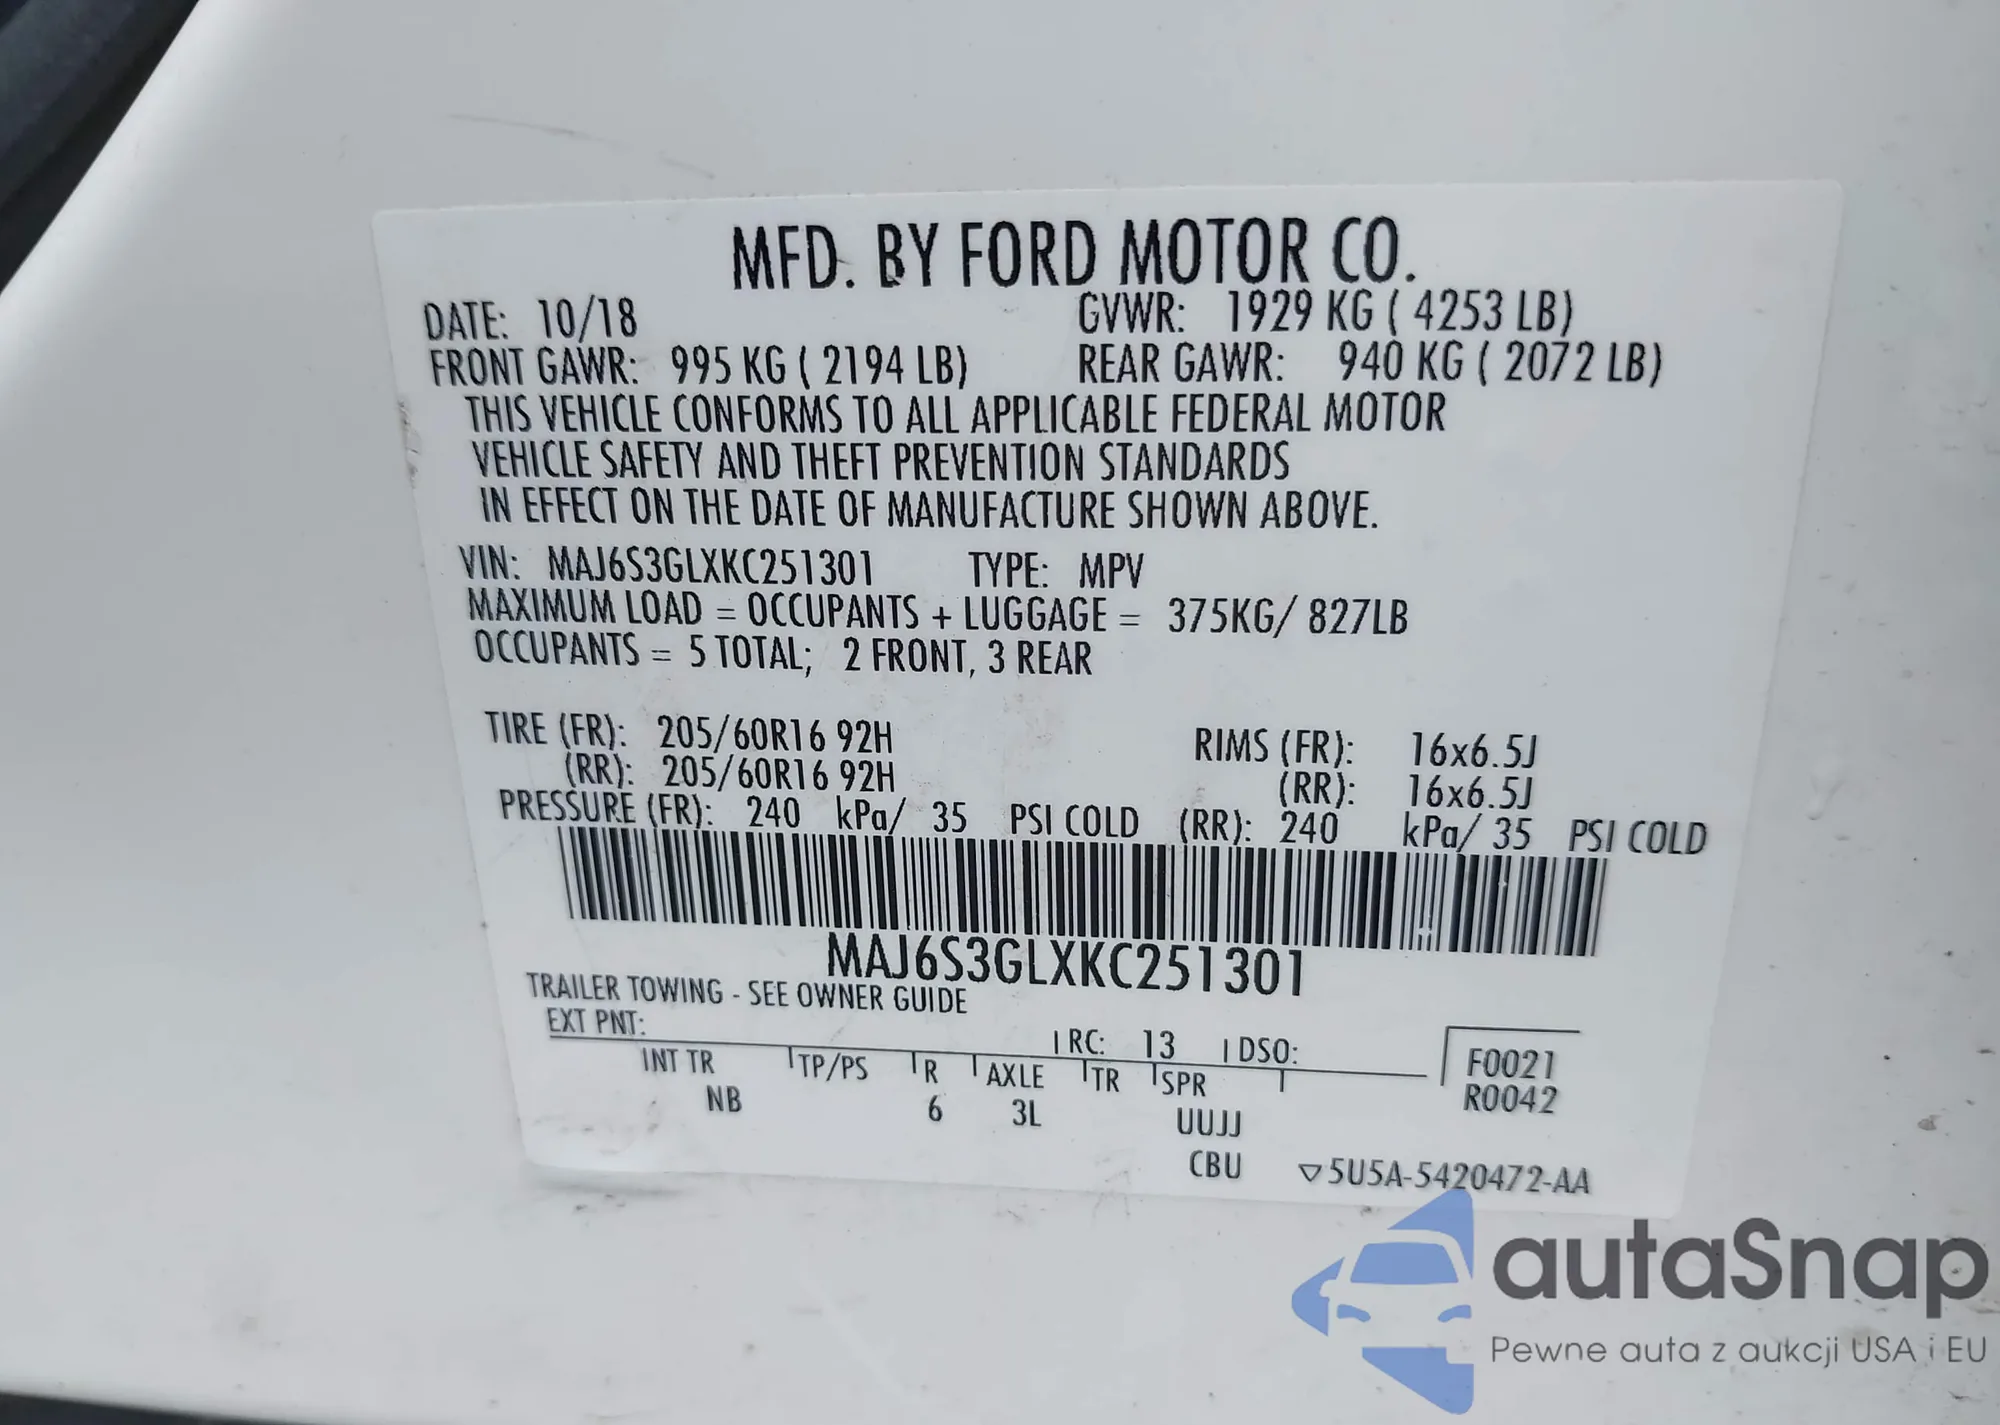 MFD. BY FORD MOTOR CO.
DATE: 10/18 GVWR: 1929 KG ( 4253 LB)
FRONT GAWR: 995 KG ( 2194 LB) REAR GAWR: 940 KG ( 2072 LB)
THIS VEHICLE CONFORMS TO ALL APPLICABLE FEDERAL MOTOR
VEHICLE SAFETY AND THEFT PREVENTION STANDARDS
IN EFFECT ON THE DATE OF MANUFACTURE SHOWN ABOVE.
VIN: MAJ6S3GLXKC251301 TYPE: MPV
MAXIMUM LOAD = OCCUPANTS + LUGGAGE = 375KG/ 827LB
OCCUPANTS = 5 TOTAL; 2 FRONT, 3 REAR
TIRE (FR): 205/60R16 92H RIMS (FR): 16x6.5J
(RR): 205/60R16 92H (RR): 16x6.5J
PRESSURE (FR): 240 kPa/ 35 PSI COLD (RR): 240 kPa/ 35 PSI COLD
MAJ6S3GLXKC251301
TRAILER TOWING - SEE OWNER GUIDE
EXT PNT: RC: 13 DSO:
INT TR TP/PS R AXLE TR SPR F0021
NB 6 3L UUJJ R0042
CBU ▽5U5A-5420472-AA
autaSnap
Pewne auta z aukcji USA i EU